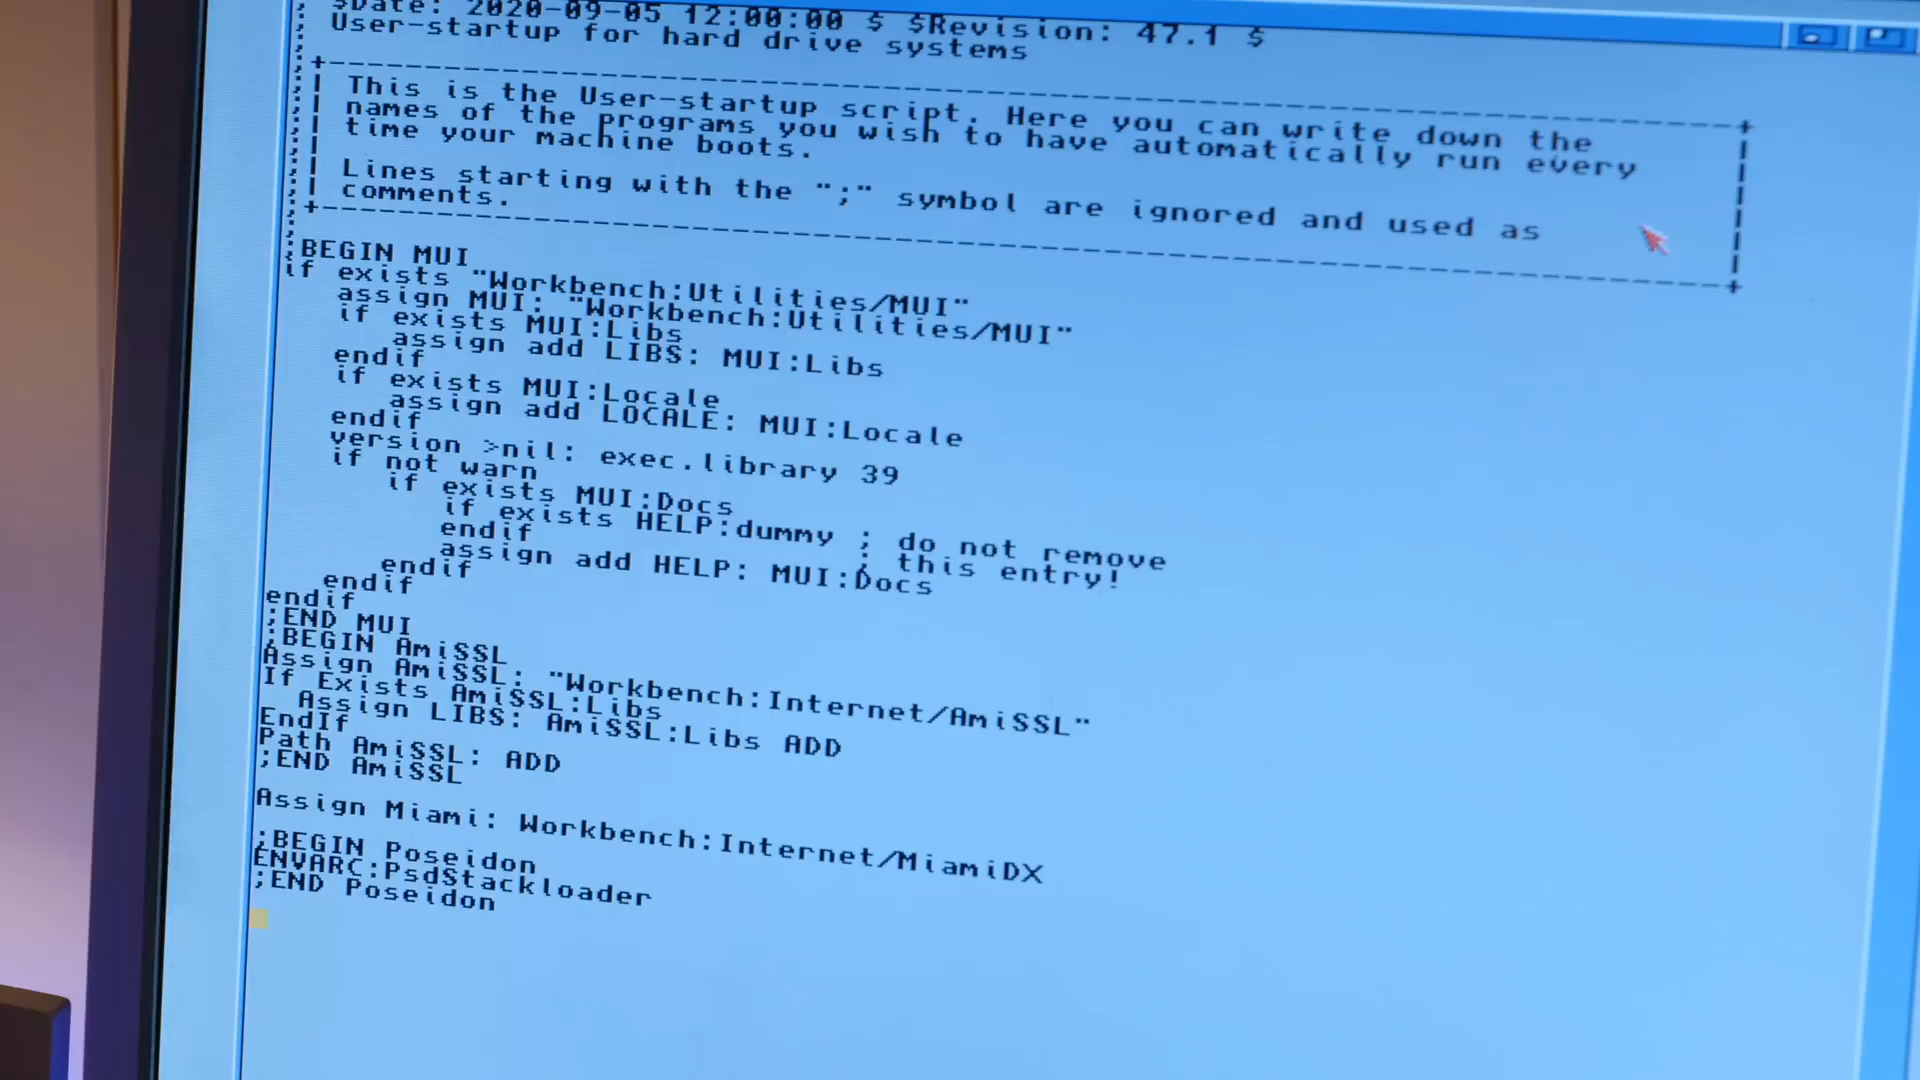 $Date: 2020-09-05 12:00:00 $ $Revision: 47.1 $
; User-startup for hard drive systems
;
; +----------------------------------------------------------------------------+
; | This is the User-startup script. Here you can write down the |
; | names of the programs you wish to have automatically run every |
; | time your machine boots. |
; | |
; | Lines starting with the ";" symbol are ignored and used as |
; | comments. |
; +----------------------------------------------------------------------------+
;
;BEGIN MUI
if exists "Workbench:Utilities/MUI"
    assign MUI: "Workbench:Utilities/MUI"
    if exists MUI:Libs
        assign add LIBS: MUI:Libs
    endif
    if exists MUI:Locale
        assign add LOCALE: MUI:Locale
    endif
    version >nil: exec.library 39
    if not warn
        if exists MUI:Docs
            if exists HELP:dummy ; do not remove
            endif                ; this entry!
            assign add HELP: MUI:Docs
        endif
    endif
endif
;END MUI
;BEGIN AmiSSL
Assign AmiSSL: "Workbench:Internet/AmiSSL"
If Exists AmiSSL:Libs
  Assign LIBS: AmiSSL:Libs ADD
EndIf
Path AmiSSL: ADD
;END AmiSSL

Assign Miami: Workbench:Internet/MiamiDX

;BEGIN Poseidon
ENVARC:PsdStackloader
;END Poseidon